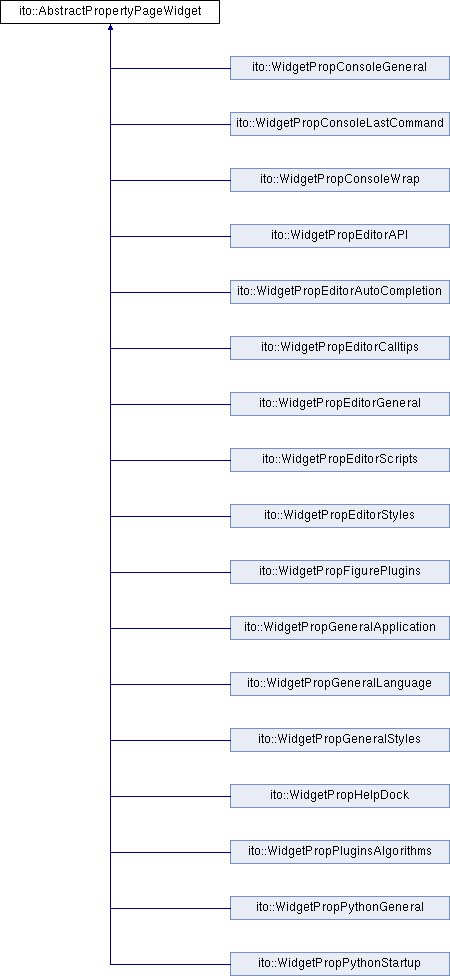 ito::AbstractPropertyPageWidget
ito::WidgetPropConsoleGeneral
ito::WidgetPropConsoleLastCommand
ito::WidgetPropConsoleWrap
ito::WidgetPropEditorAPI
ito::WidgetPropEditorAutoCompletion
ito::WidgetPropEditorCalltips
ito::WidgetPropEditorGeneral
ito::WidgetPropEditorScripts
ito::WidgetPropEditorStyles
ito::WidgetPropFigurePlugins
ito::WidgetPropGeneralApplication
ito::WidgetPropGeneralLanguage
ito::WidgetPropGeneralStyles
ito::WidgetPropHelpDock
ito::WidgetPropPluginsAlgorithms
ito::WidgetPropPythonGeneral
ito::WidgetPropPythonStartup